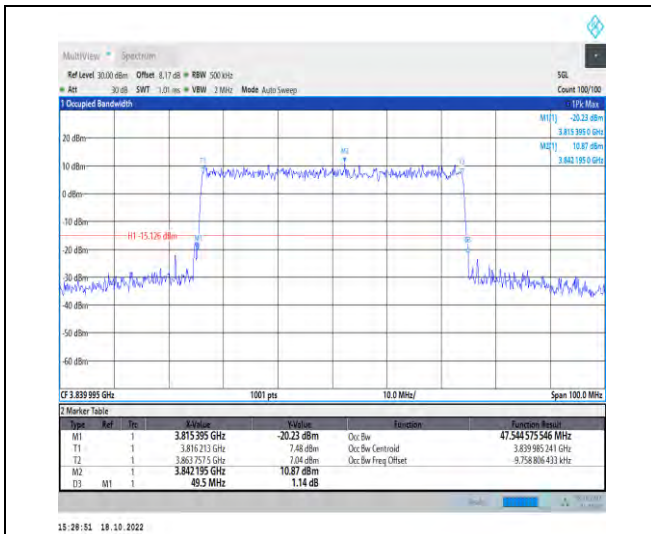 MultiView Spectrum
Ref Level 30.00 dBm Offset 8.17 dB RBW 500 kHz SGL
Att 30 dB SWT 1.01 ms VBW 2 MHz Mode Auto Sweep Count 100/100
1 Occupied Bandwidth 1Pk Max
M1[1] -20.23 dBm
3.815 395 0 GHz
20 dBm M2[1] 10.87 dBm
3.842 195 0 GHz
M2
10 dBm T1 T2
0 dBm
-10 dBm
H1 -15.126 dBm
M1 D3
-20 dBm
-30 dBm
-40 dBm
-50 dBm
-60 dBm
CF 3.839 995 GHz 1001 pts 10.0 MHz/ Span 100.0 MHz
2 Marker Table
Type Ref Trc X-Value Y-Value Function Function Result
M1 1 3.815 395 GHz -20.23 dBm Occ Bw 47.544 575 546 MHz
T1 1 3.816 213 GHz 7.48 dBm Occ Bw Centroid 3.839 985 241 GHz
T2 1 3.863 757 5 GHz 7.04 dBm Occ Bw Freq Offset -9.758 806 433 kHz
M2 1 3.842 195 GHz 10.87 dBm
D3 M1 1 49.5 MHz 1.14 dB
15:28:51 18.10.2022